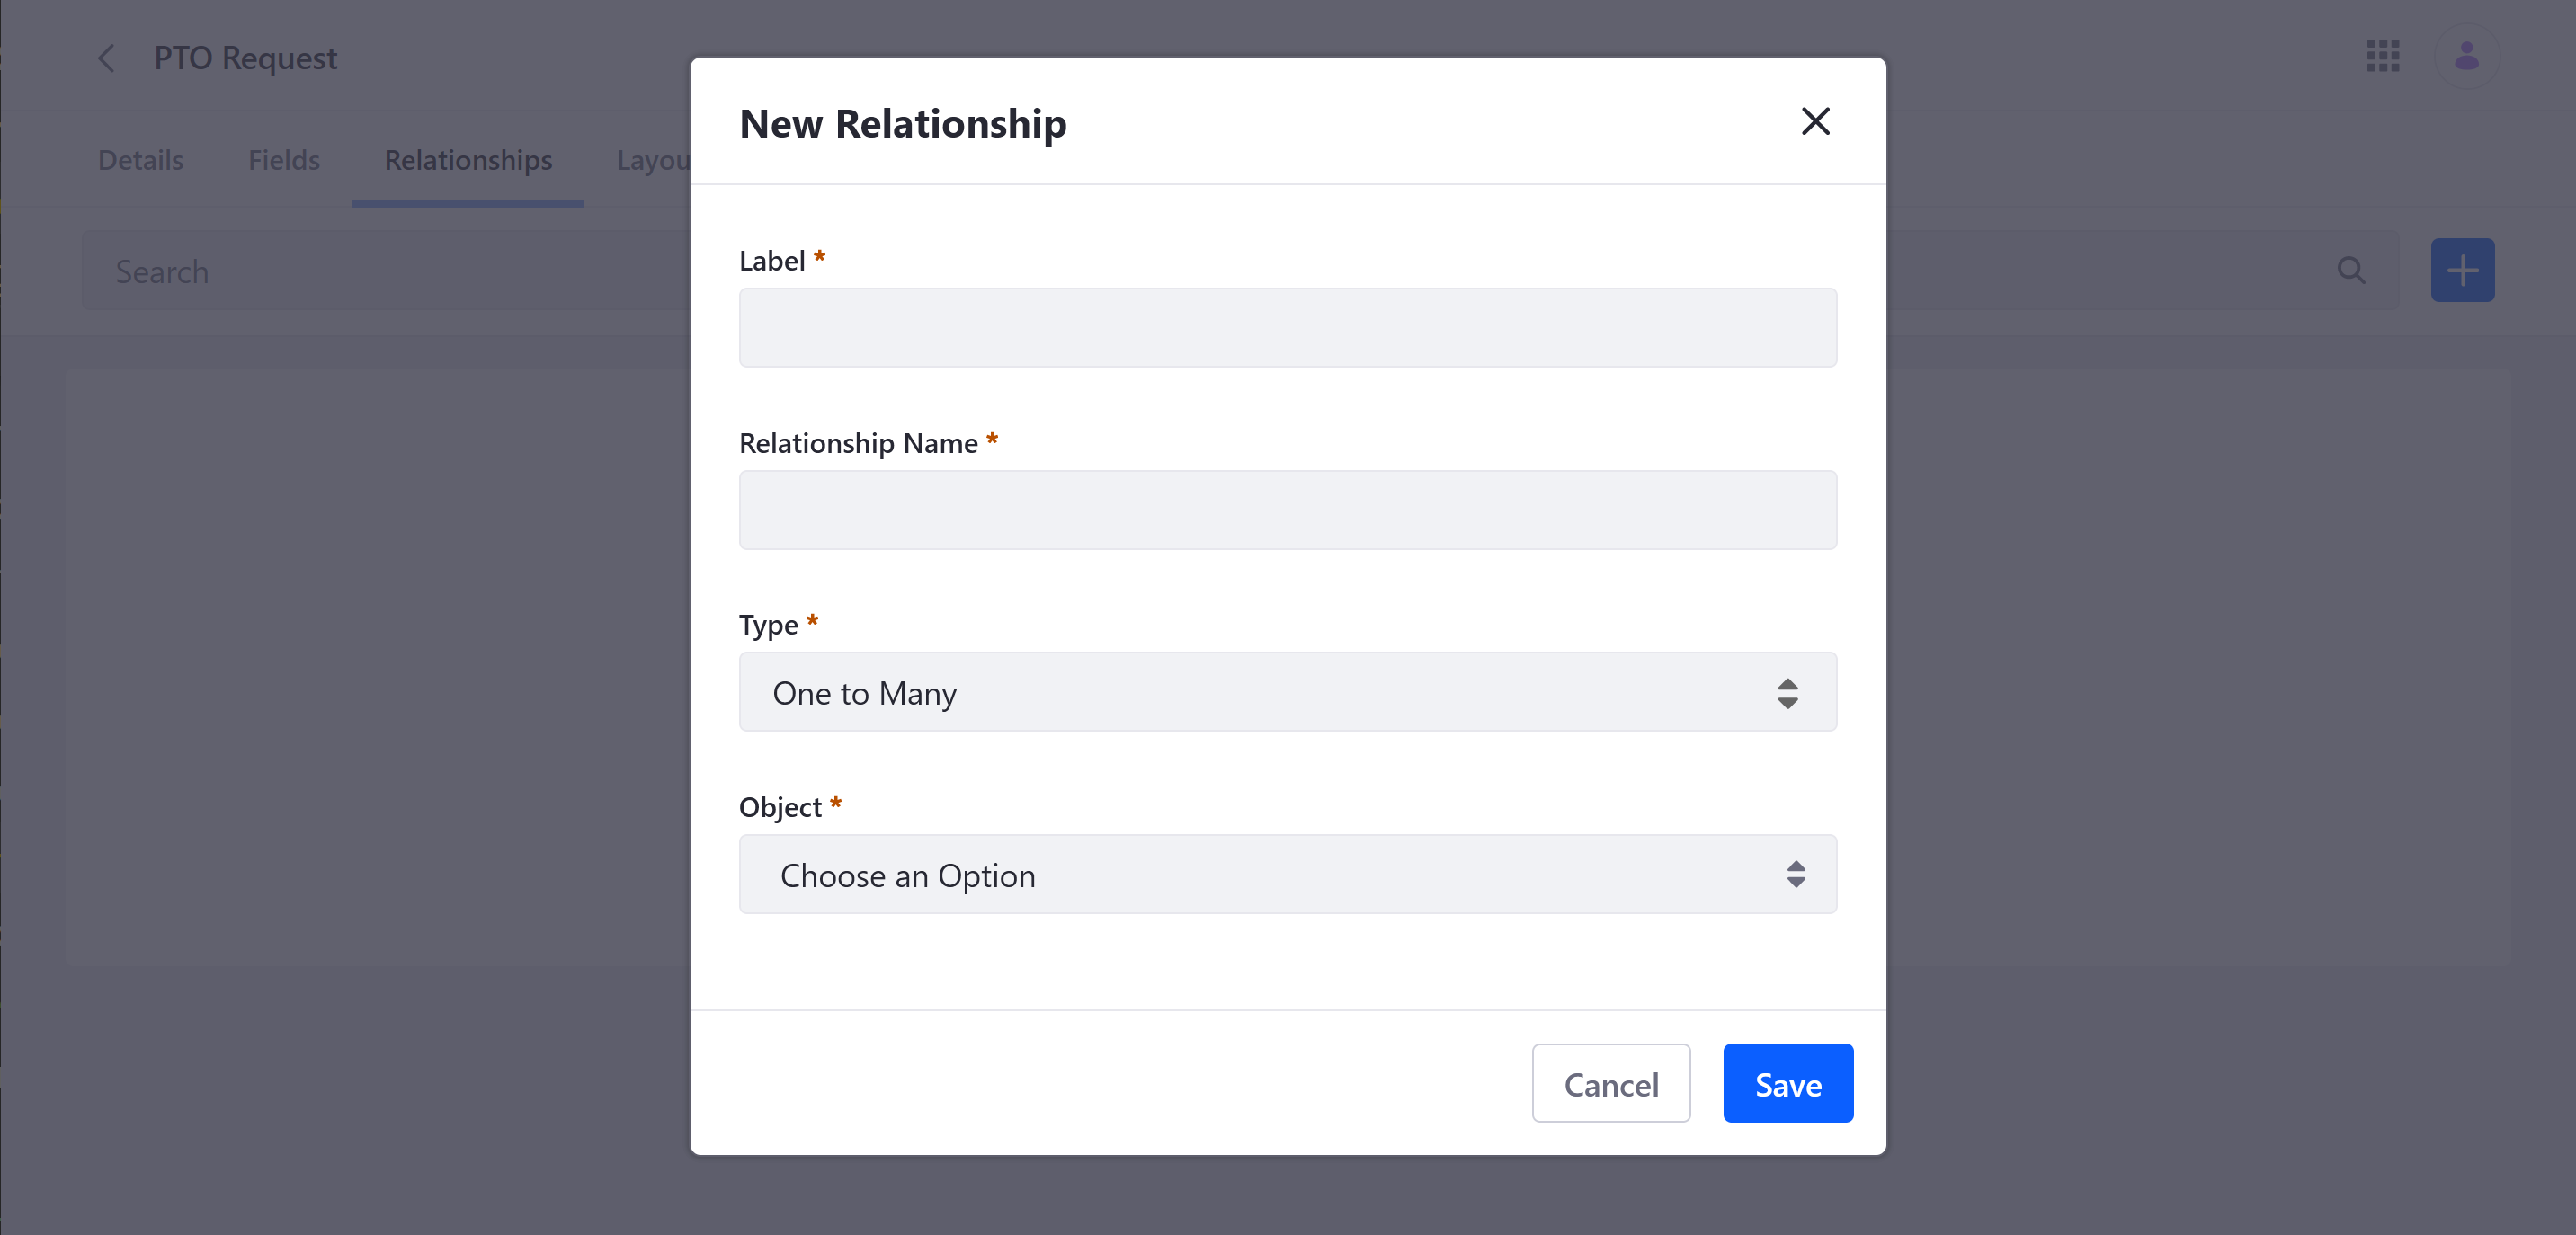 PTO Request
Details Fields Relationships
Search
New Relationship
Label *
Relationship Name *
Type *
One to Many
Object *
Choose an Option
Cancel Save